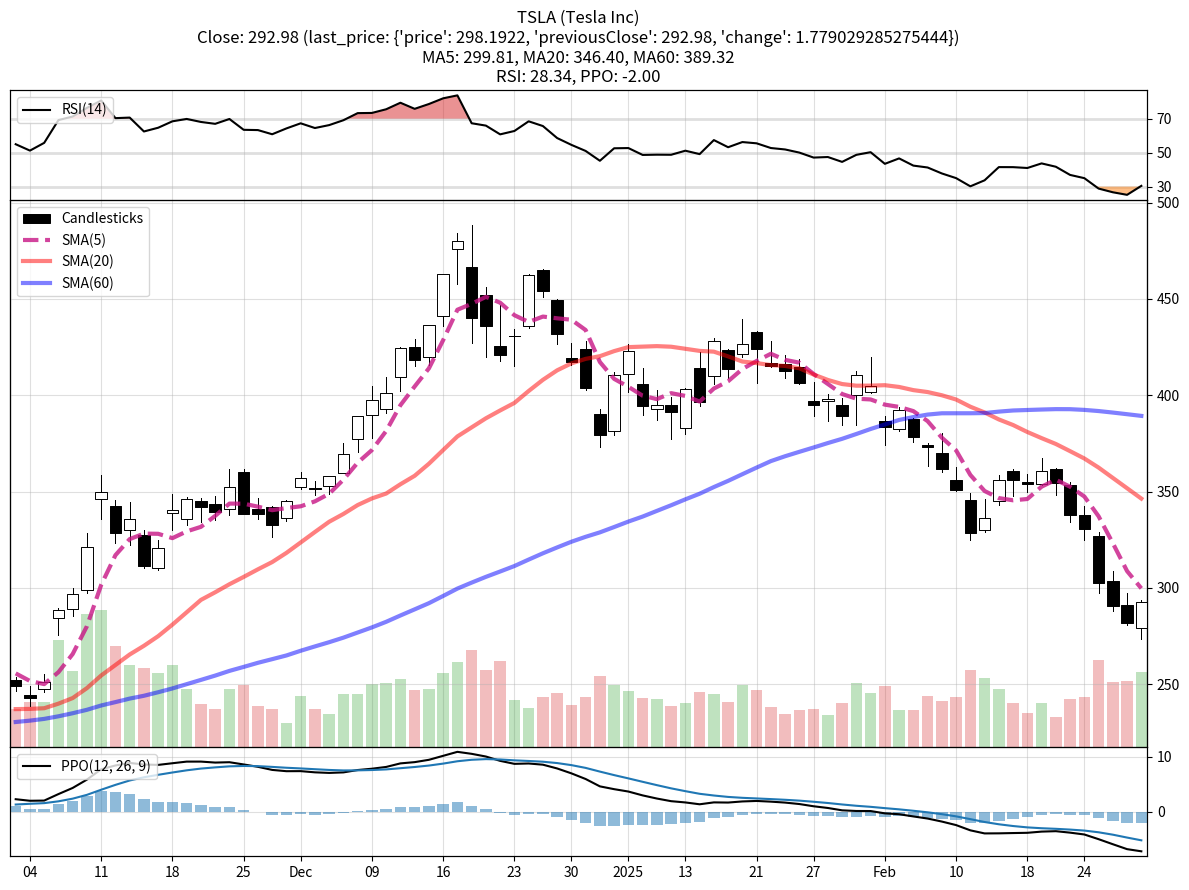 TSLA (Tesla Inc)
Close: 292.98 (last_price: {'price': 298.1922, 'previousClose': 292.98, 'change': 1.779029285275444})
MA5: 299.81, MA20: 346.40, MA60: 389.32
RSI: 28.34, PPO: -2.00
RSI(14)
70
50
30
Candlesticks
SMA(5)
SMA(20)
SMA(60)
500
450
400
350
300
250
PPO(12, 26, 9)
10
0
04 11 18 25 Dec 09 16 23 30 2025 13 21 27 Feb 10 18 24